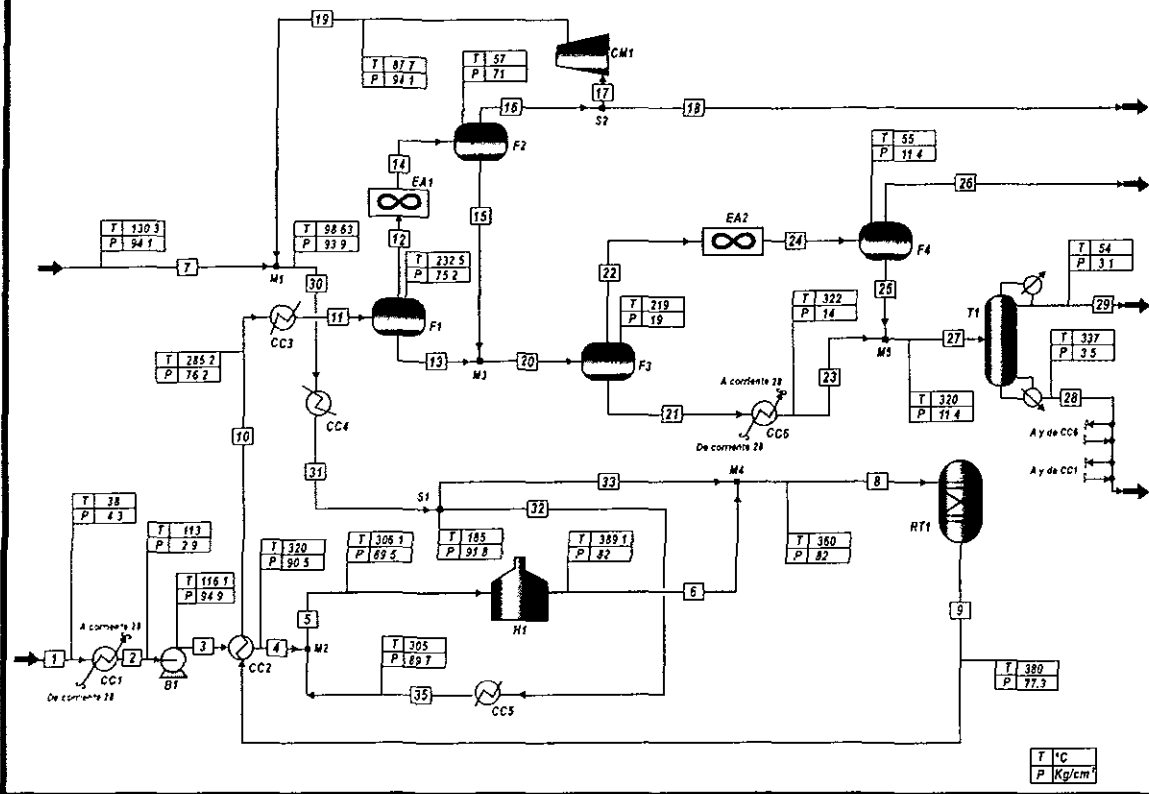 19
CM1
T 87.7
P 94.1
T 57
P 71
17
16
S2
18
F2
14
EA1
T 55
P 11.4
26
15
EA2
T 130.3
P 94.1
T 98.63
P 93.9
12
T 232.5
P 75.2
22
24
F4
T 54
P 3.1
7
M1
30
T 219
P 19
25
T 322
P 14
T1
29
11
F1
CC3
T 337
P 3.5
13
M3
20
F3
M5
27
T 285.2
P 76.2
23
28
A corriente 28
21
CC6
T 320
P 11.4
CC4
De corriente 28
A y de CC6
10
A y de CC1
31
M4
33
8
S1
32
T 38
P 4.3
T 113
P 2.9
T 320
P 90.5
T 306.1
P 89.5
T 185
P 93.8
T 389.1
P 82
T 360
P 82
RT1
T 116.1
P 94.9
6
9
5
H1
A corriente 28
1
2
3
4
M2
CC1
B1
CC2
T 305
P 89.7
T 380
P 77.3
De corriente 28
35
CC5
T °C
P Kg/cm²